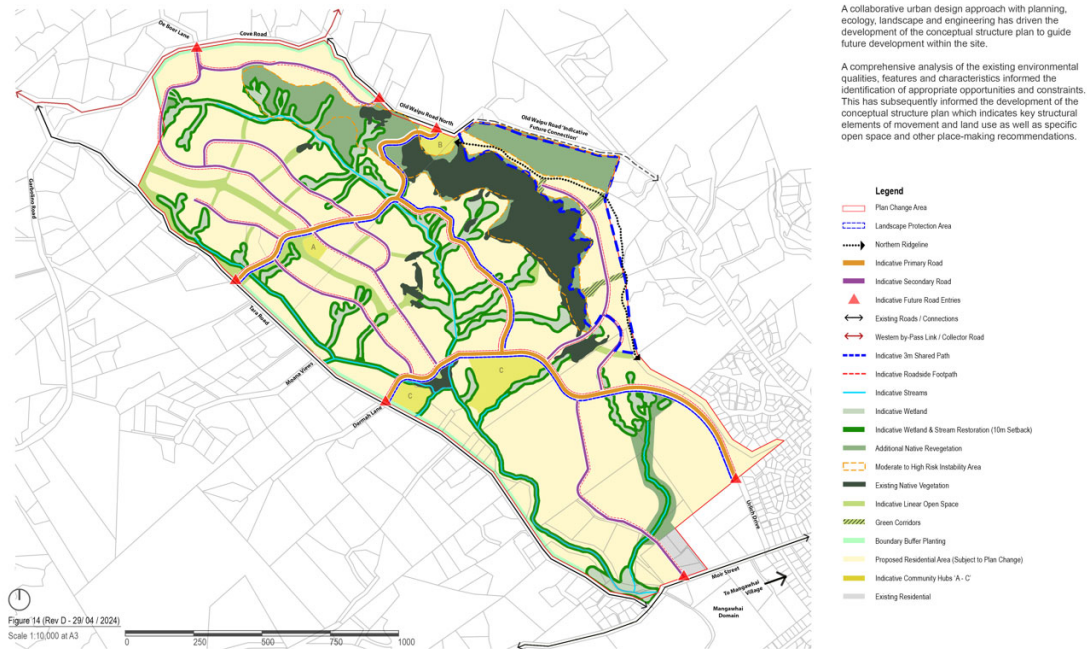 A collaborative urban design approach with planning,
ecology, landscape and engineering has driven the
development of the conceptual structure plan to guide
future development within the site.
A comprehensive analysis of the existing environmental
qualities, features and characteristics informed the
identification of appropriate opportunities and constraints.
This has subsequently informed the development of the
conceptual structure plan which indicates key structural
elements of movement and land use as well as specific
open space and other place-making recommendations.
Legend
Plan Change Area
Landscape Protection Area
Northern Ridgeline
Indicative Primary Road
Indicative Secondary Road
Indicative Future Road Entries
Existing Roads / Connections
Western by-Pass Link / Collector Road
Indicative 3m Shared Path
Indicative Roadside Footpath
Indicative Streams
Indicative Wetland
Indicative Wetland & Stream Restoration (10m Setback)
Additional Native Revegetation
Moderate to High Risk Instability Area
Existing Native Vegetation
Indicative Linear Open Space
Green Corridors
Boundary Buffer Planting
Proposed Residential Area (Subject to Plan Change)
Indicative Community Hubs 'A - C'
Existing Residential
Cove Road
Old Waipu Road North
Old Waipu Road 'Indicative
Future Connection'
B
A
Tara Road
Moana Views
Darmah Lane
C
C
Urlich Drive
Moir Street
To Mangawhai
Village
Mangawhai
Domain
Figure 14 (Rev D - 29/ 04 / 2024)
Scale 1:10,000 at A3
0
250
500
750
1000